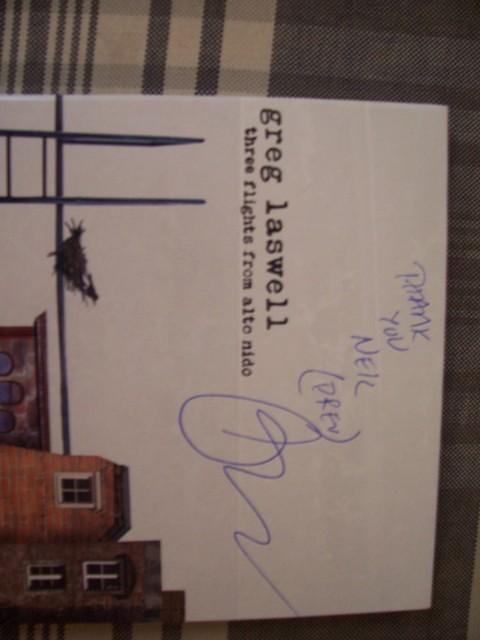 THANK
YOU
NEIL
(DREW)
greg laswell
three flights from alto nido